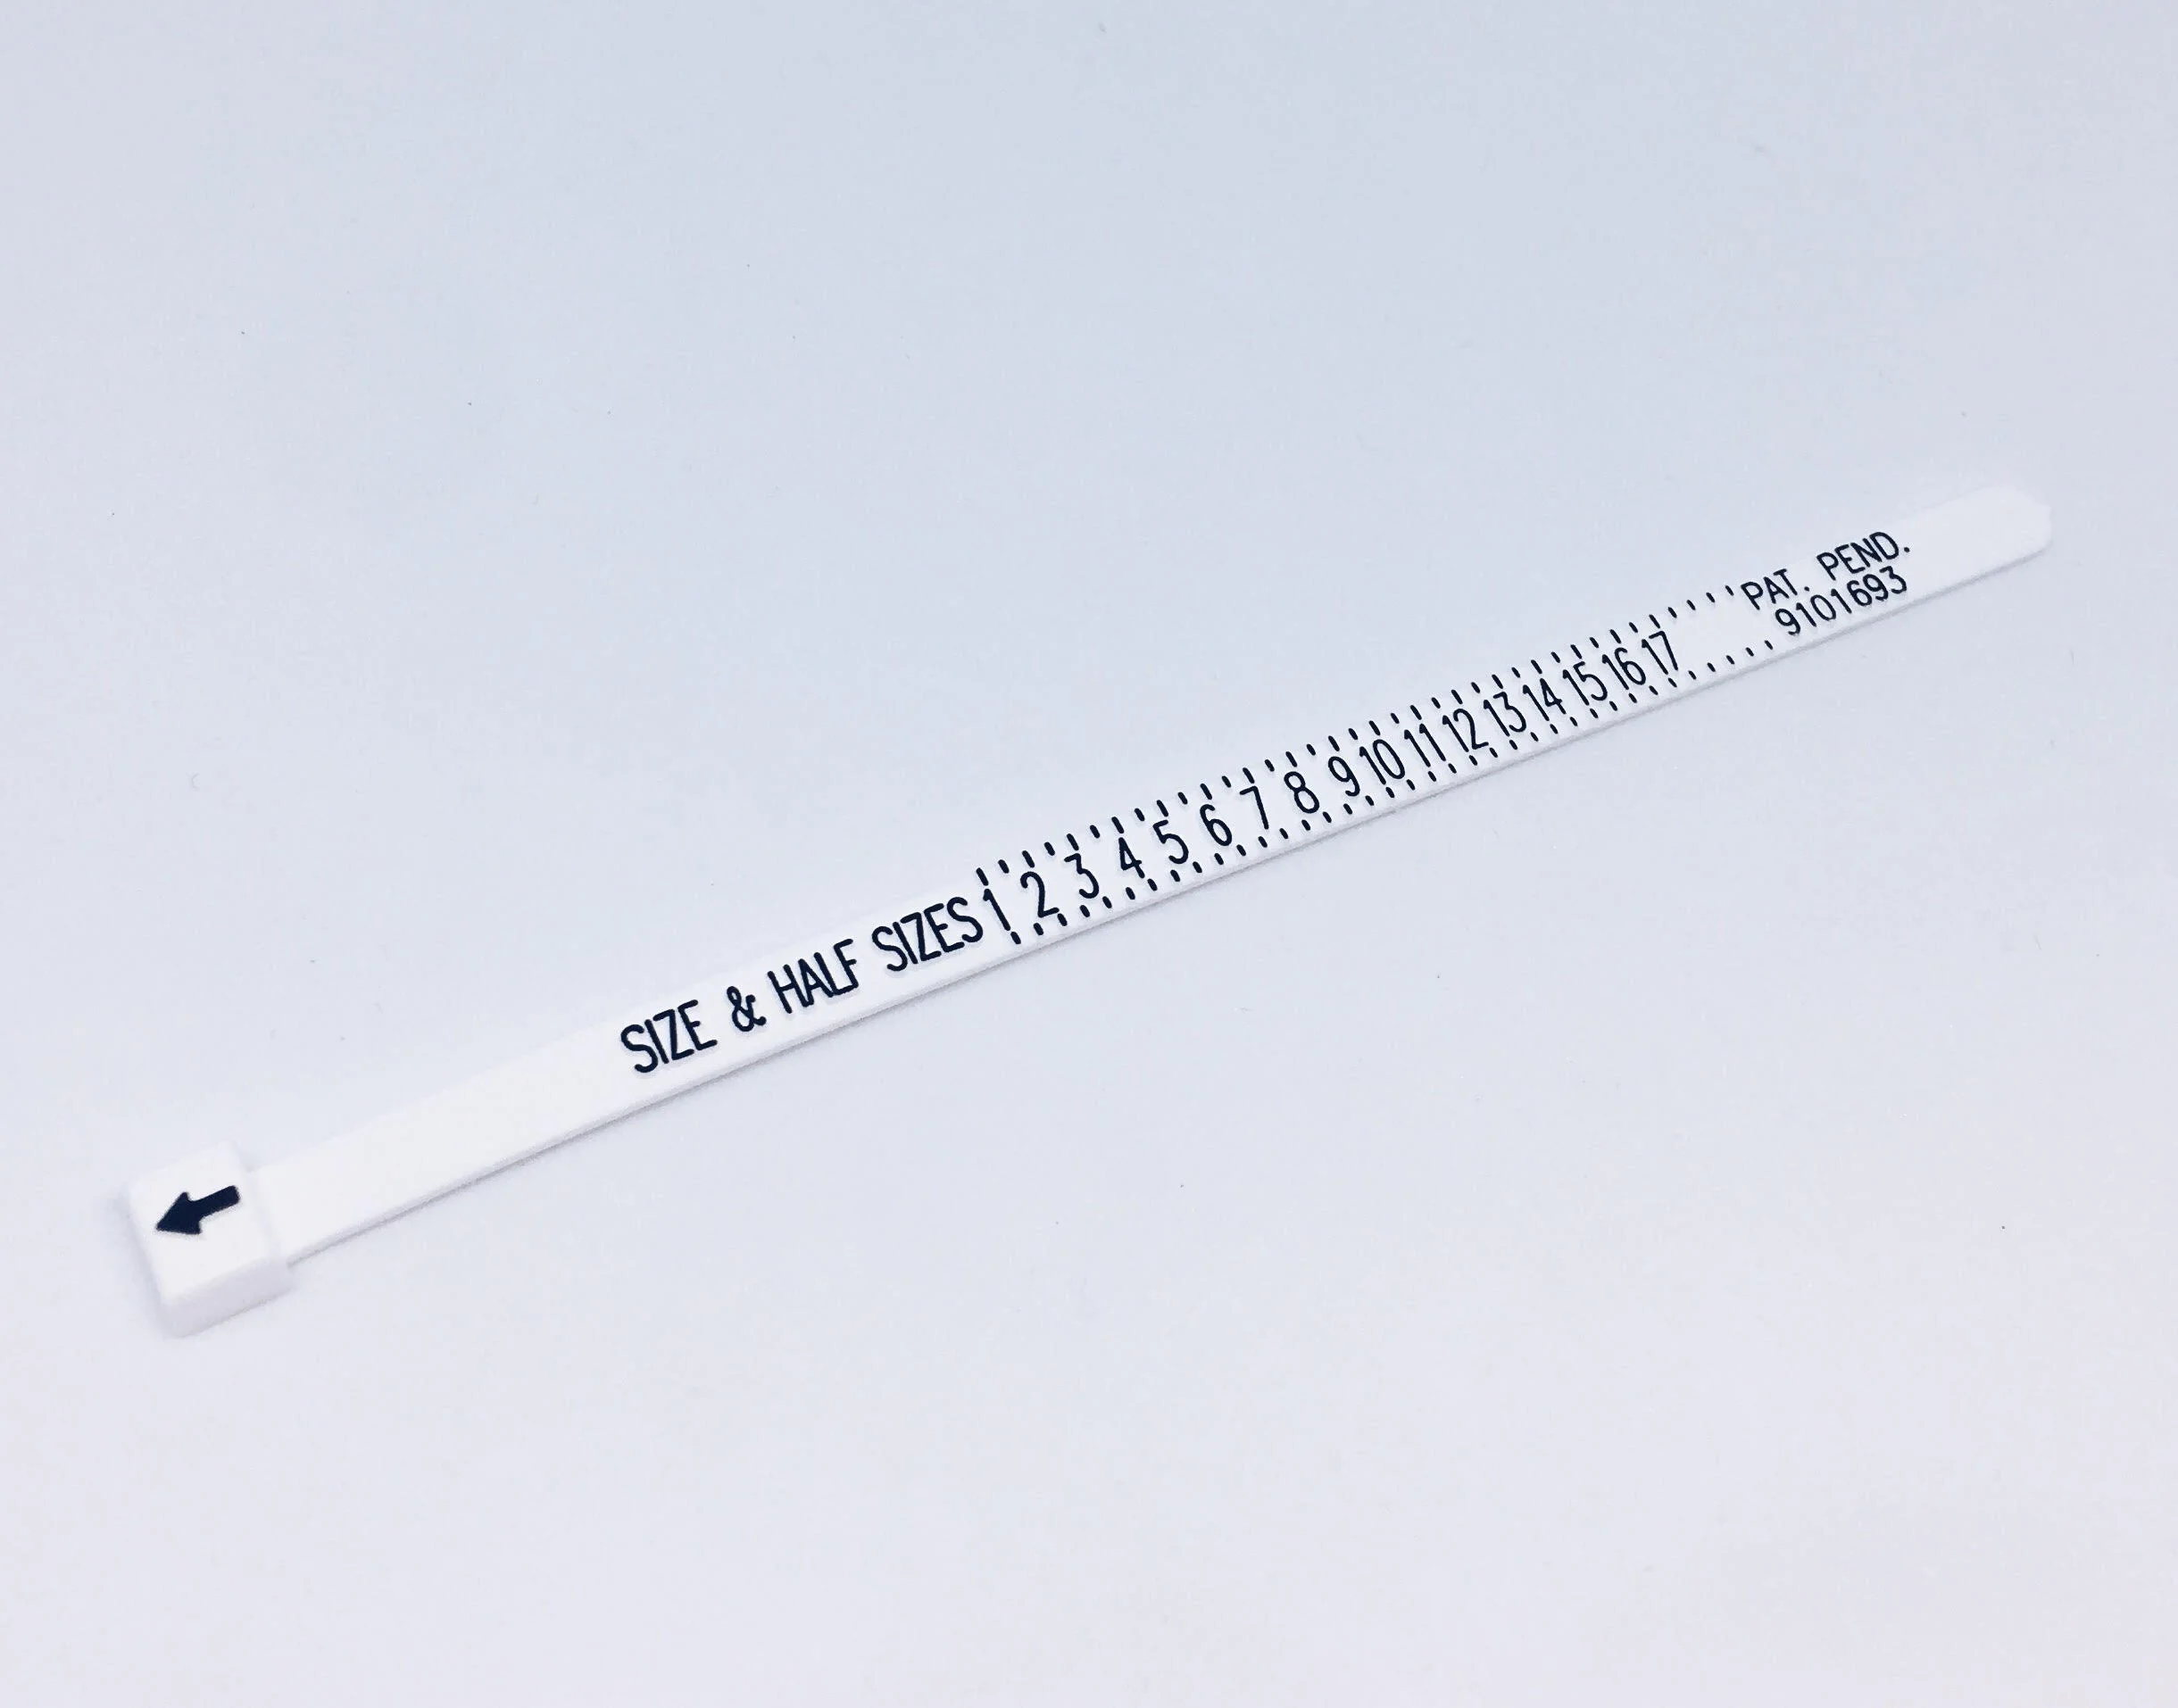 SIZE & HALF SIZES 1 2 3 4 5 6 7 8 9 10 11 12 13 14 15 16 17
PAT. PEND.
9101693